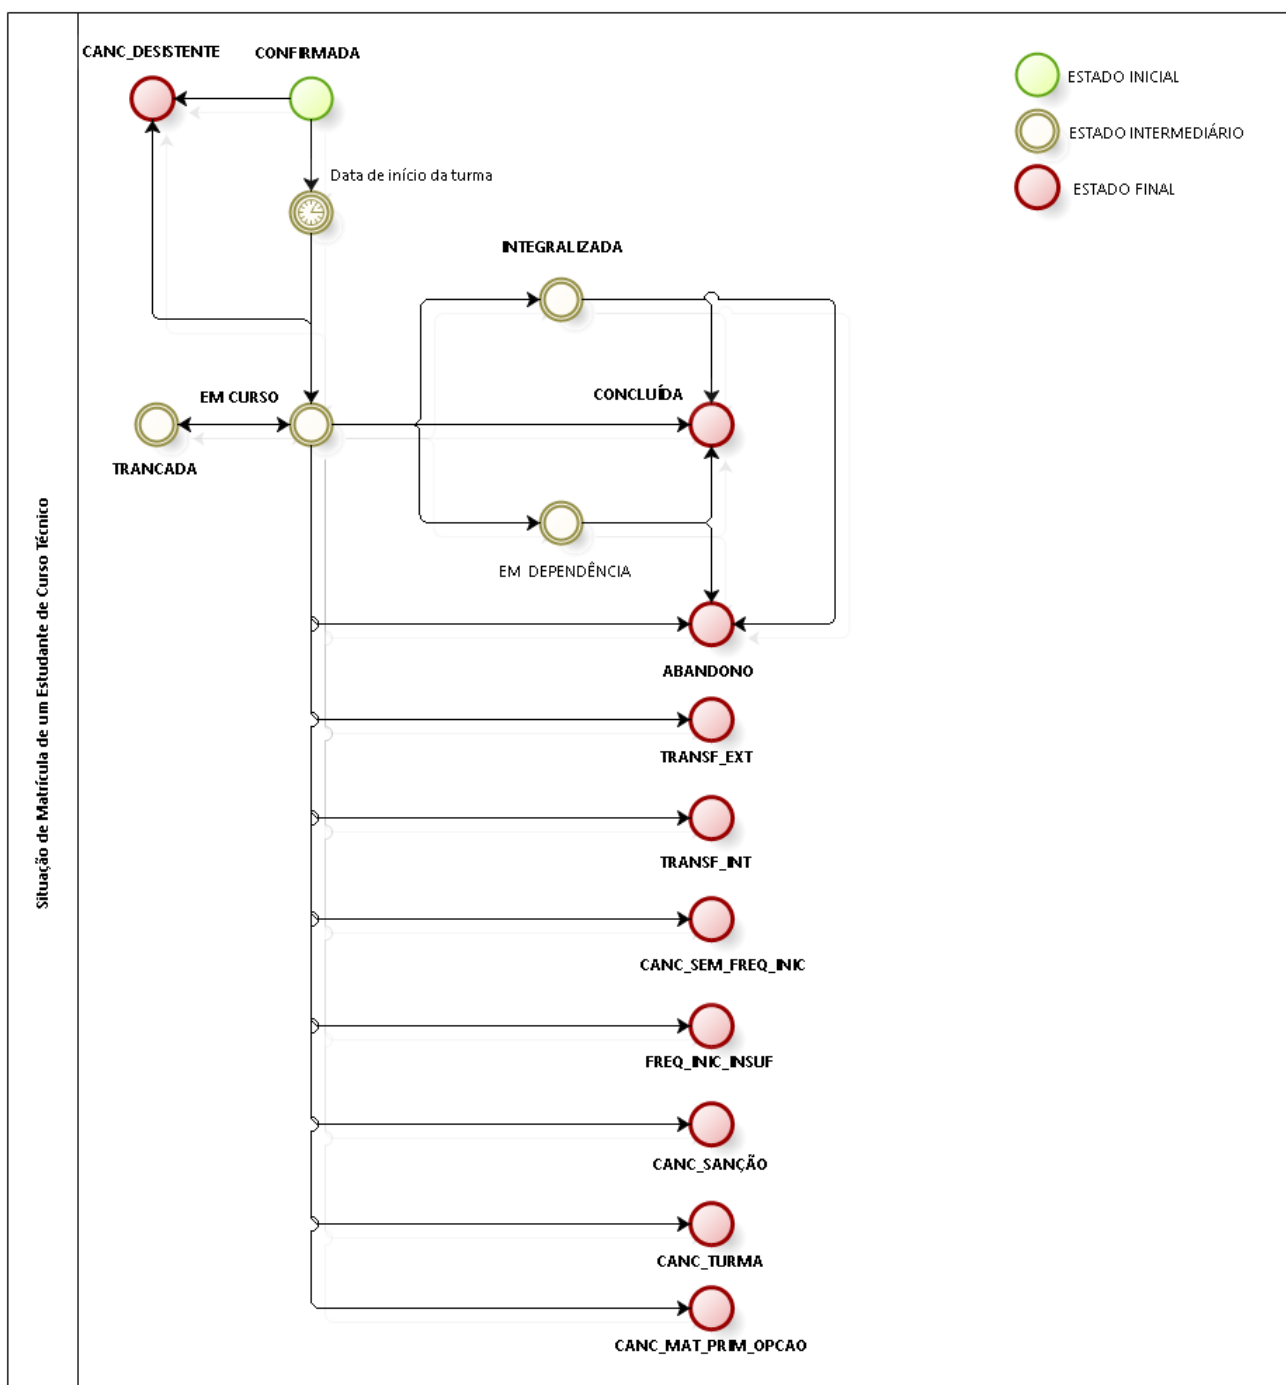 CANC_DESISTENTE
CONFIRMADA
ESTADO INICIAL
ESTADO INTERMEDIÁRIO
ESTADO FINAL
Data de início da turma
INTEGRALIZADA
EM CURSO
CONCLUÍDA
TRANCADA
EM DEPENDÊNCIA
ABANDONO
TRANSF_EXT
TRANSF_INT
CANC_SEM_FREQ_INIC
FREQ_INIC_INSUF
CANC_SANÇÃO
CANC_TURMA
CANC_MAT_PRIM_OPCAO
Situação de Matrícula de um Estudante de Curso Técnico